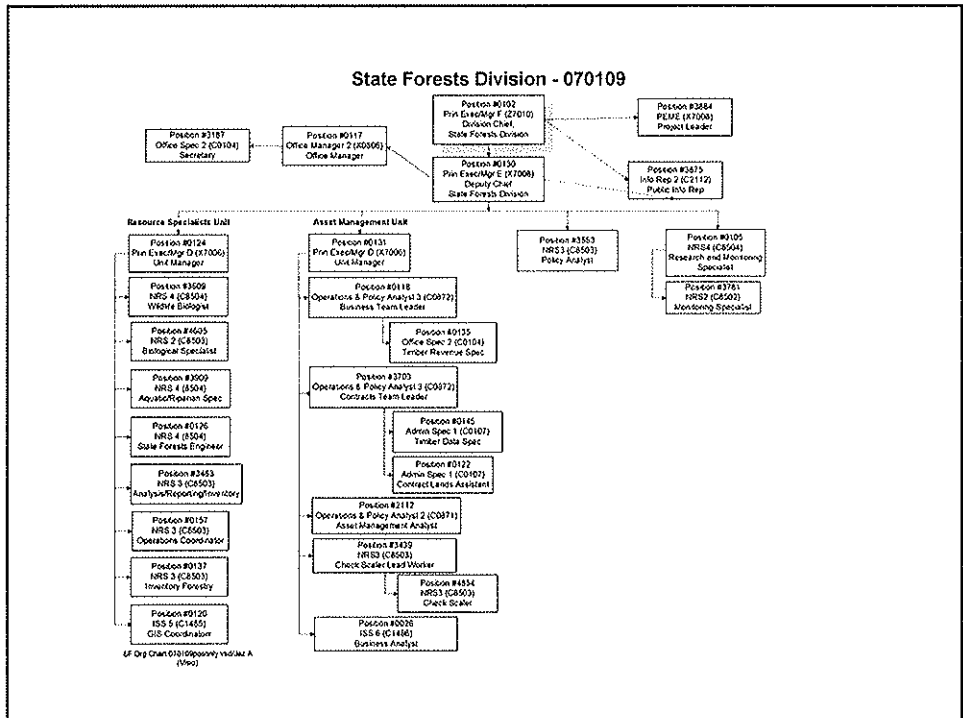 State Forests Division - 070109
Position #0102
Prin Exec/Mgr F (Z7010)
Division Chief,
State Forests Division
Position #3884
PEME (X7008)
Project Leader
Position #3187
Office Spec 2 (C0104)
Secretary
Position #0117
Office Manager 2 (X0806)
Office Manager
Position #0130
Prin Exec/Mgr E (X7008)
Deputy Chief
State Forests Division
Position #3875
Info Rep 2 (C2112)
Public Info Rep
Resource Specialists Unit
Position #0124
Prin Exec/Mgr D (X7006)
Unit Manager
Position #3609
NRS 4 (C8504)
Wildlife Biologist
Position #4605
NRS 2 (C8503)
Biological Specialist
Position #3909
NRS 4 (8504)
Aquatic/Riparian Spec
Position #0126
NRS 4 (8504)
State Forests Engineer
Position #3453
NRS 3 (C8503)
Analysis/Reporting/Inventory
Position #0157
NRS 3 (C8503)
Operations Coordinator
Position #0137
NRS 3 (C8503)
Inventory Forestry
Position #0120
ISS 5 (C1485)
GIS Coordinator
Asset Management Unit
Position #0131
Prin Exec/Mgr D (X7006)
Unit Manager
Position #0118
Operations & Policy Analyst 3 (C0872)
Business Team Leader
Position #0135
Office Spec 2 (C0104)
Timber Revenue Spec
Position #3703
Operations & Policy Analyst 3 (C0872)
Contracts Team Leader
Position #0145
Admin Spec 1 (C0107)
Timber Data Spec
Position #0122
Admin Spec 1 (C0107)
Contract Lands Assistant
Position #2112
Operations & Policy Analyst 2 (C0871)
Asset Management Analyst
Position #3439
NRS3 (C8503)
Check Scaler Lead Worker
Position #4854
NRS3 (C8503)
Check Scaler
Position #0026
ISS 6 (C1486)
Business Analyst
Position #3553
NRS3 (C8503)
Policy Analyst
Position #0105
NRS4 (C8504)
Research and Monitoring
Specialist
Position #3781
NRS2 (C8502)
Monitoring Specialist
SF Org Chart 070109
(Visio)